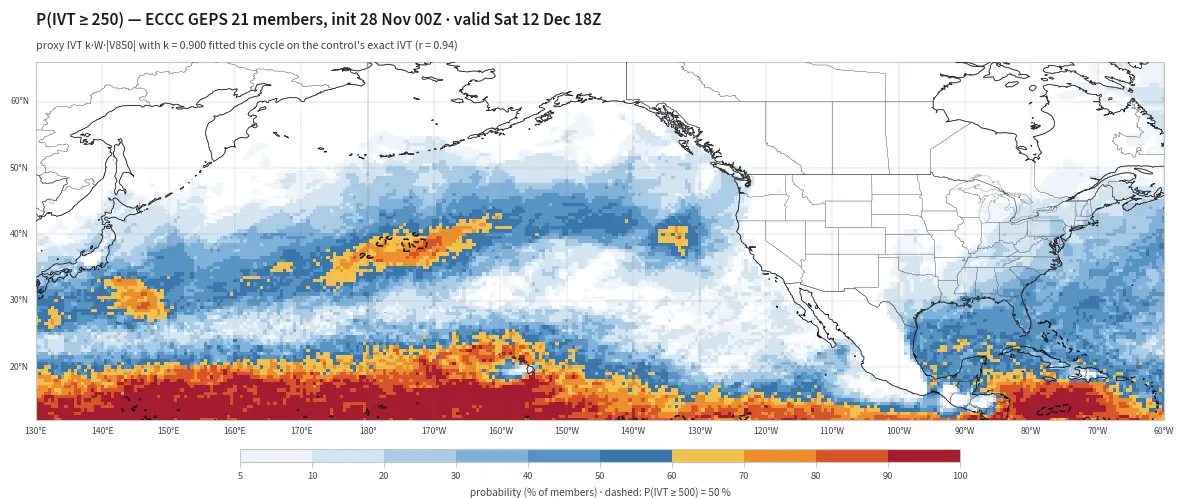 P(IVT ≥ 250) — ECCC GEPS 21 members, init 28 Nov 00Z · valid Sat 12 Dec 18Z
proxy IVT k·W·|V850| with k = 0.900 fitted this cycle on the control's exact IVT (r = 0.94)
60°N
50°N
40°N
30°N
20°N
130°E 140°E 150°E 160°E 170°E 180° 170°W 160°W 150°W 140°W 130°W 120°W 110°W 100°W 90°W 80°W 70°W 60°W
5 10 20 30 40 50 60 70 80 90 100
probability (% of members) · dashed: P(IVT ≥ 500) = 50 %